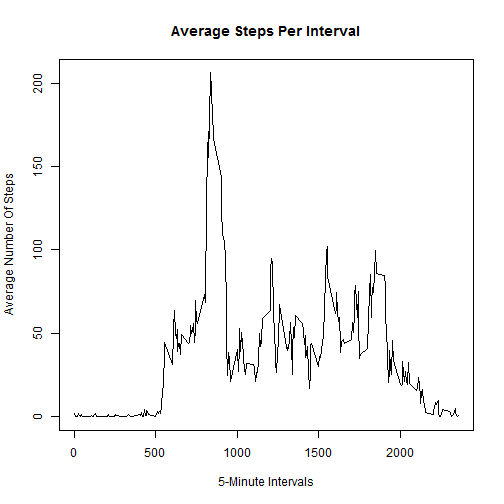 Average Steps Per Interval
Average Number Of Steps
200
150
100
50
0
0 500 1000 1500 2000
5-Minute Intervals